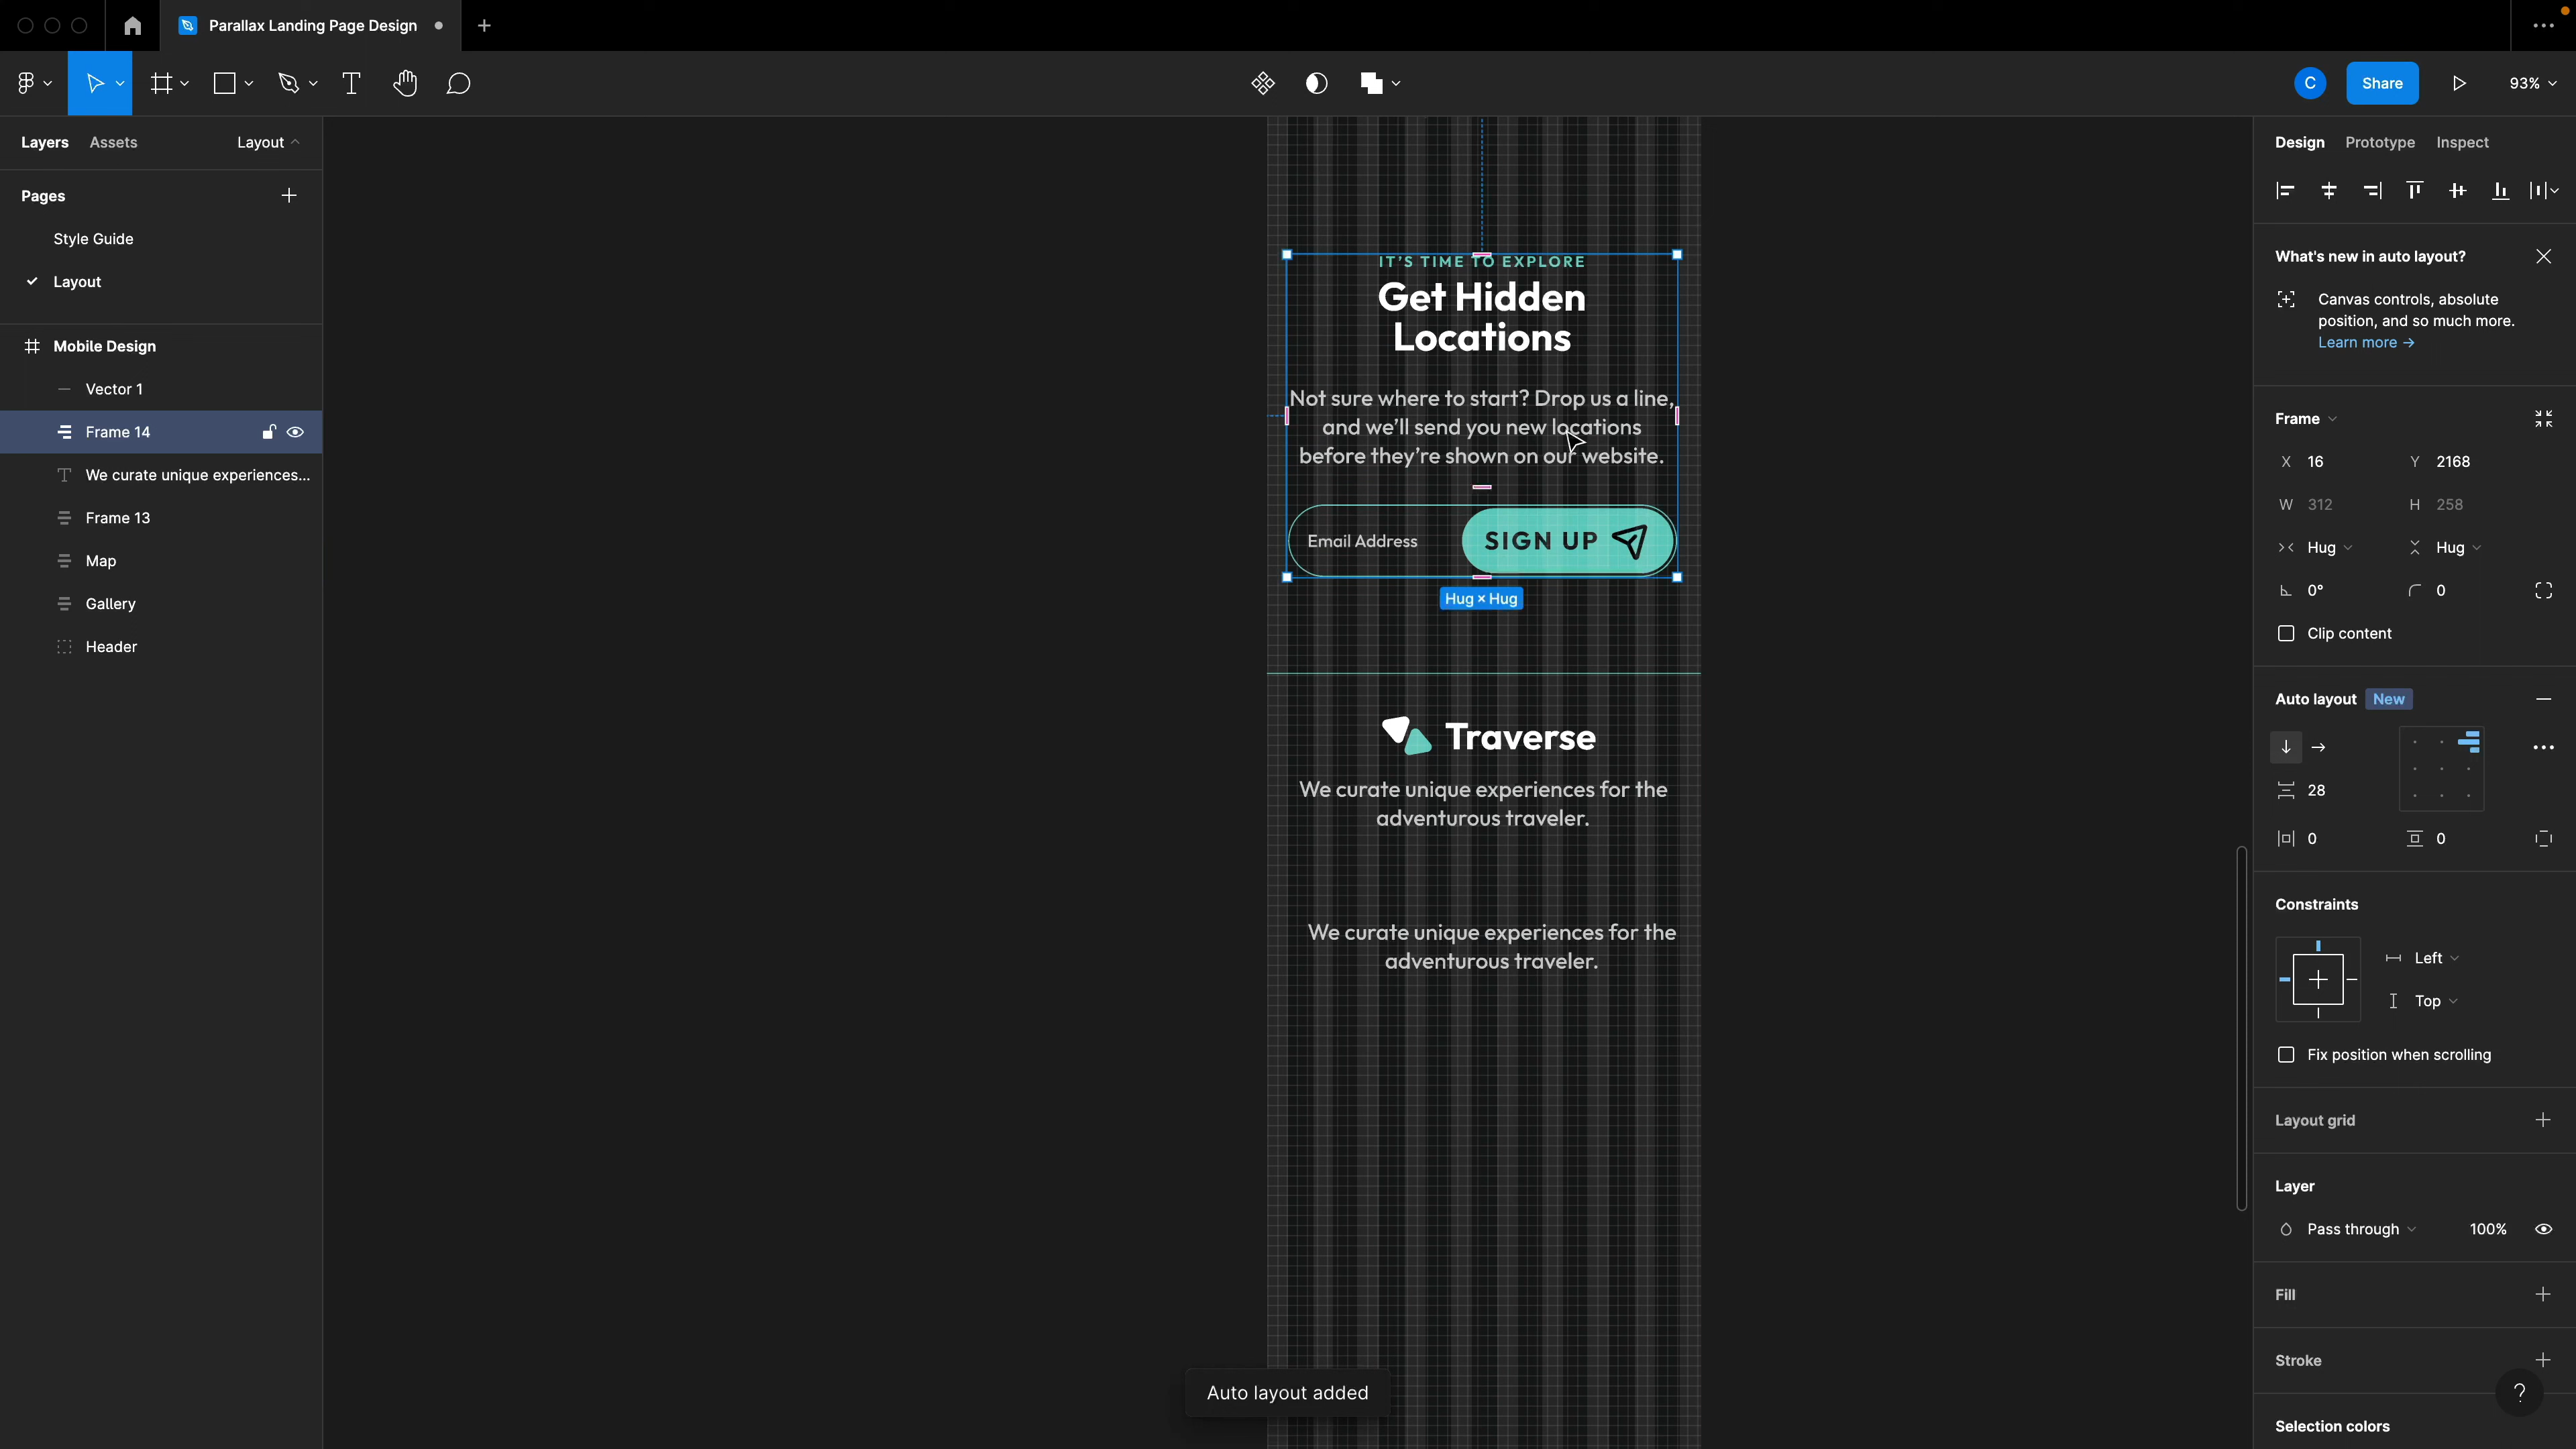 Parallax Landing Page Design
C
Share
93%
Layers
Assets
Layout
Pages
Style Guide
Layout
Mobile Design
Vector 1
Frame 14
We curate unique experiences...
Frame 13
Map
Gallery
Header
IT'S TIME TO EXPLORE
Get Hidden
Locations
Not sure where to start? Drop us a line,
and we'll send you new locations
before they're shown on our website.
Email Address
SIGN UP
Hug × Hug
Traverse
We curate unique experiences for the
adventurous traveler.
We curate unique experiences for the
adventurous traveler.
Auto layout added
Design
Prototype
Inspect
What's new in auto layout?
Canvas controls, absolute
position, and so much more.
Learn more →
Frame
X 16
Y 2168
W 312
H 258
Hug
Hug
0°
0
Clip content
Auto layout New
28
0
0
Constraints
Left
Top
Fix position when scrolling
Layout grid
Layer
Pass through
100%
Fill
Stroke
?
Selection colors